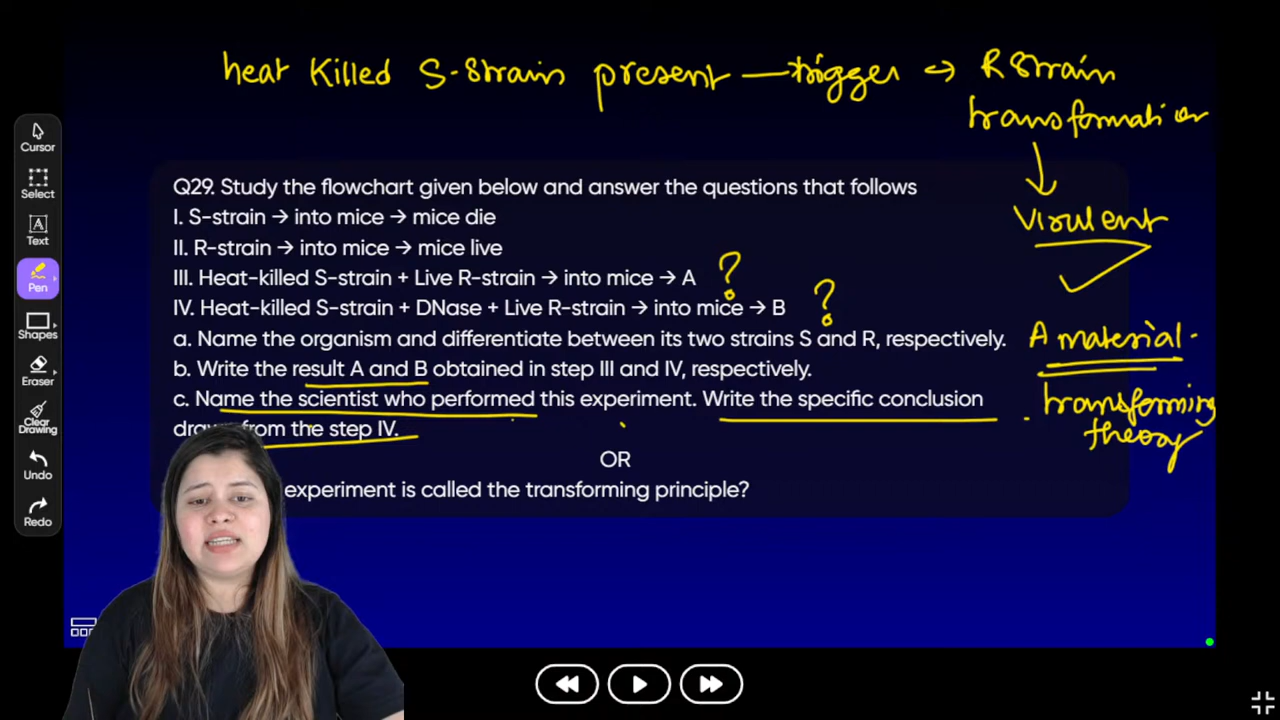 heat Killed S-Strain present — trigger ↔ R Strain
transformation
↓
Virulent
Cursor
Select
Text
Pen
Shapes
Eraser
Clear
Drawing
Undo
Redo
Q29. Study the flowchart given below and answer the questions that follows
I. S-strain → into mice → mice die
II. R-strain → into mice → mice live
III. Heat-killed S-strain + Live R-strain → into mice → A ?
IV. Heat-killed S-strain + DNase + Live R-strain → into mice → B ?
a. Name the organism and differentiate between its two strains S and R, respectively.
b. Write the result A and B obtained in step III and IV, respectively.
c. Name the scientist who performed this experiment. Write the specific conclusion
from the step IV.
OR
experiment is called the transforming principle?
A material.
transforming
theory